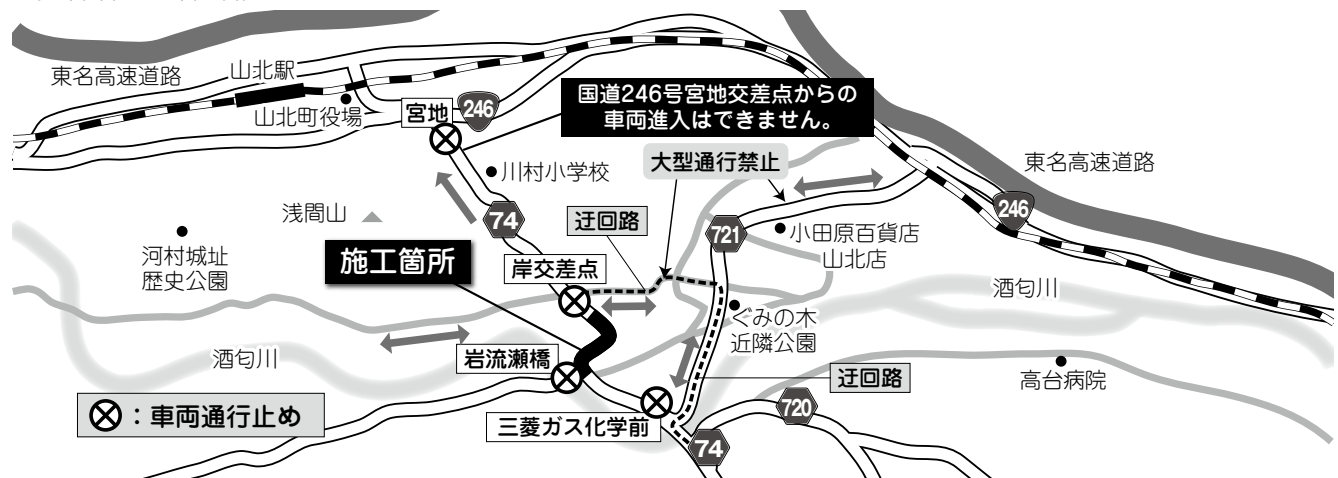 東名高速道路
山北駅
山北町役場
宮地
246
国道246号宮地交差点からの
車両進入はできません。
川村小学校
大型通行禁止
東名高速道路
浅間山
74
迂回路
721
小田原百貨店
山北店
246
河村城址
歴史公園
施工箇所
岸交差点
酒匂川
ぐみの木
近隣公園
酒匂川
岩流瀬橋
迂回路
高台病院
：車両通行止め
三菱ガス化学前
720
74